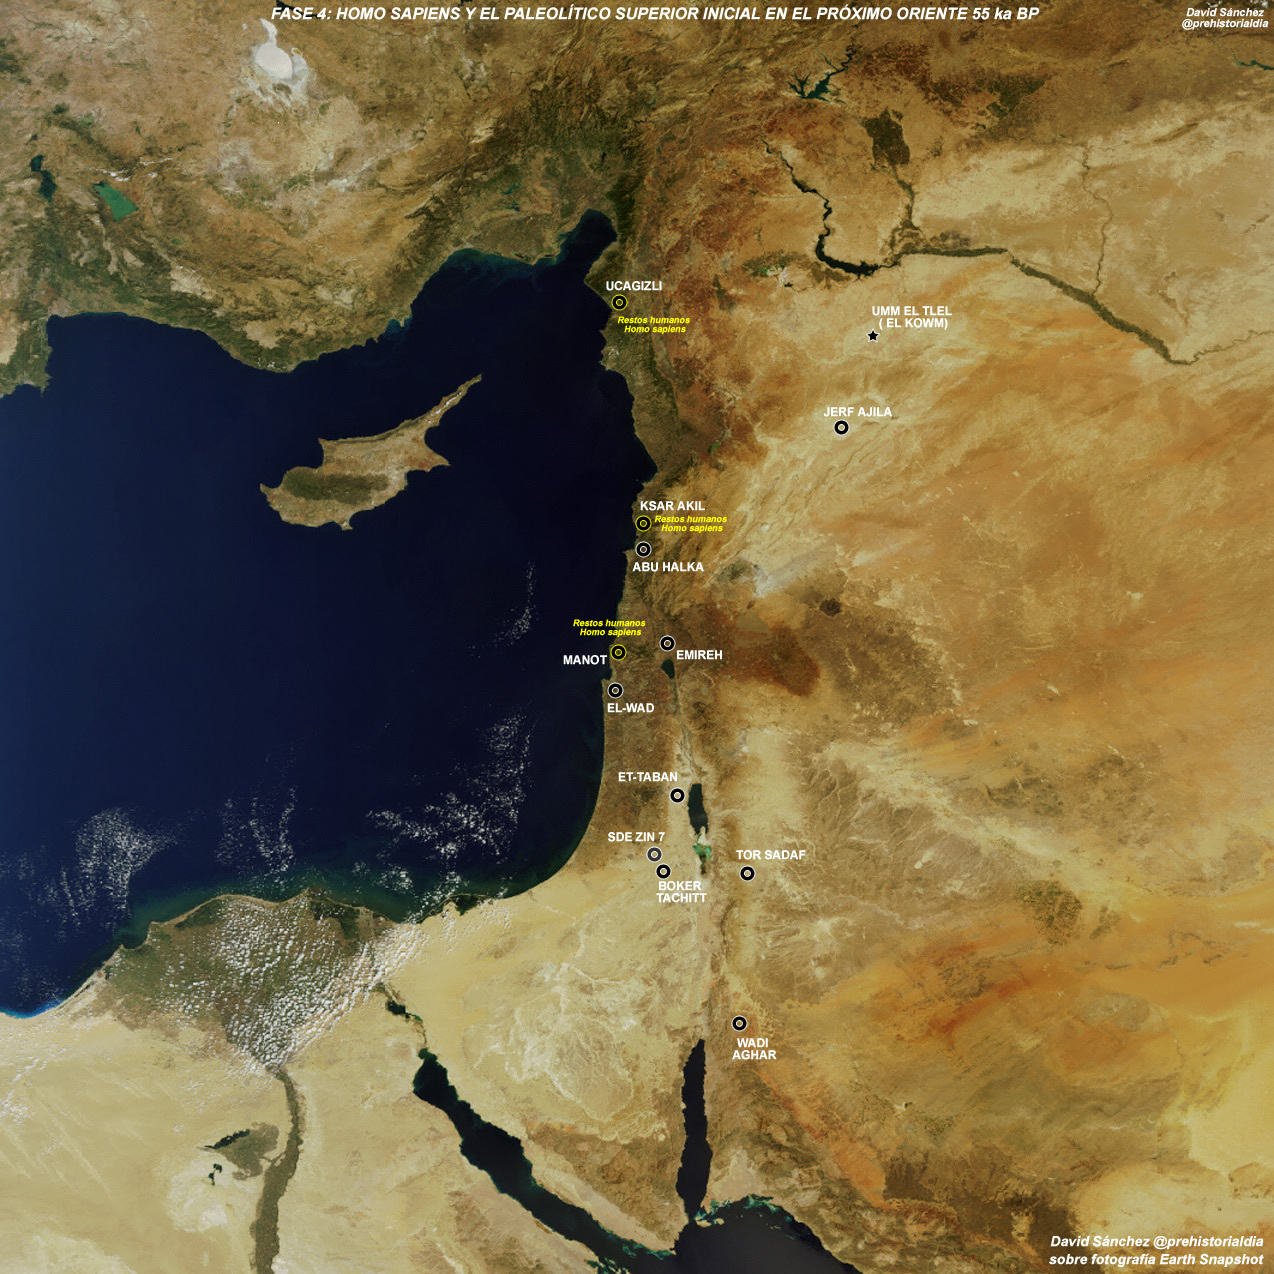 FASE 4: HOMO SAPIENS Y EL PALEOLÍTICO SUPERIOR INICIAL EN EL PRÓXIMO ORIENTE 55 ka BP
David Sánchez
@prehistorialdia
UCAGIZLI
Restos humanos
Homo sapiens
UMM EL TLEL
( EL KOWM)
JERF AJILA
KSAR AKIL
Restos humanos
Homo sapiens
ABU HALKA
Restos humanos
Homo sapiens
MANOT
EMIREH
EL-WAD
ET-TABAN
SDE ZIN 7
TOR SADAF
BOKER
TACHITT
WADI
AGHAR
David Sánchez @prehistorialdia
sobre fotografía Earth Snapshot